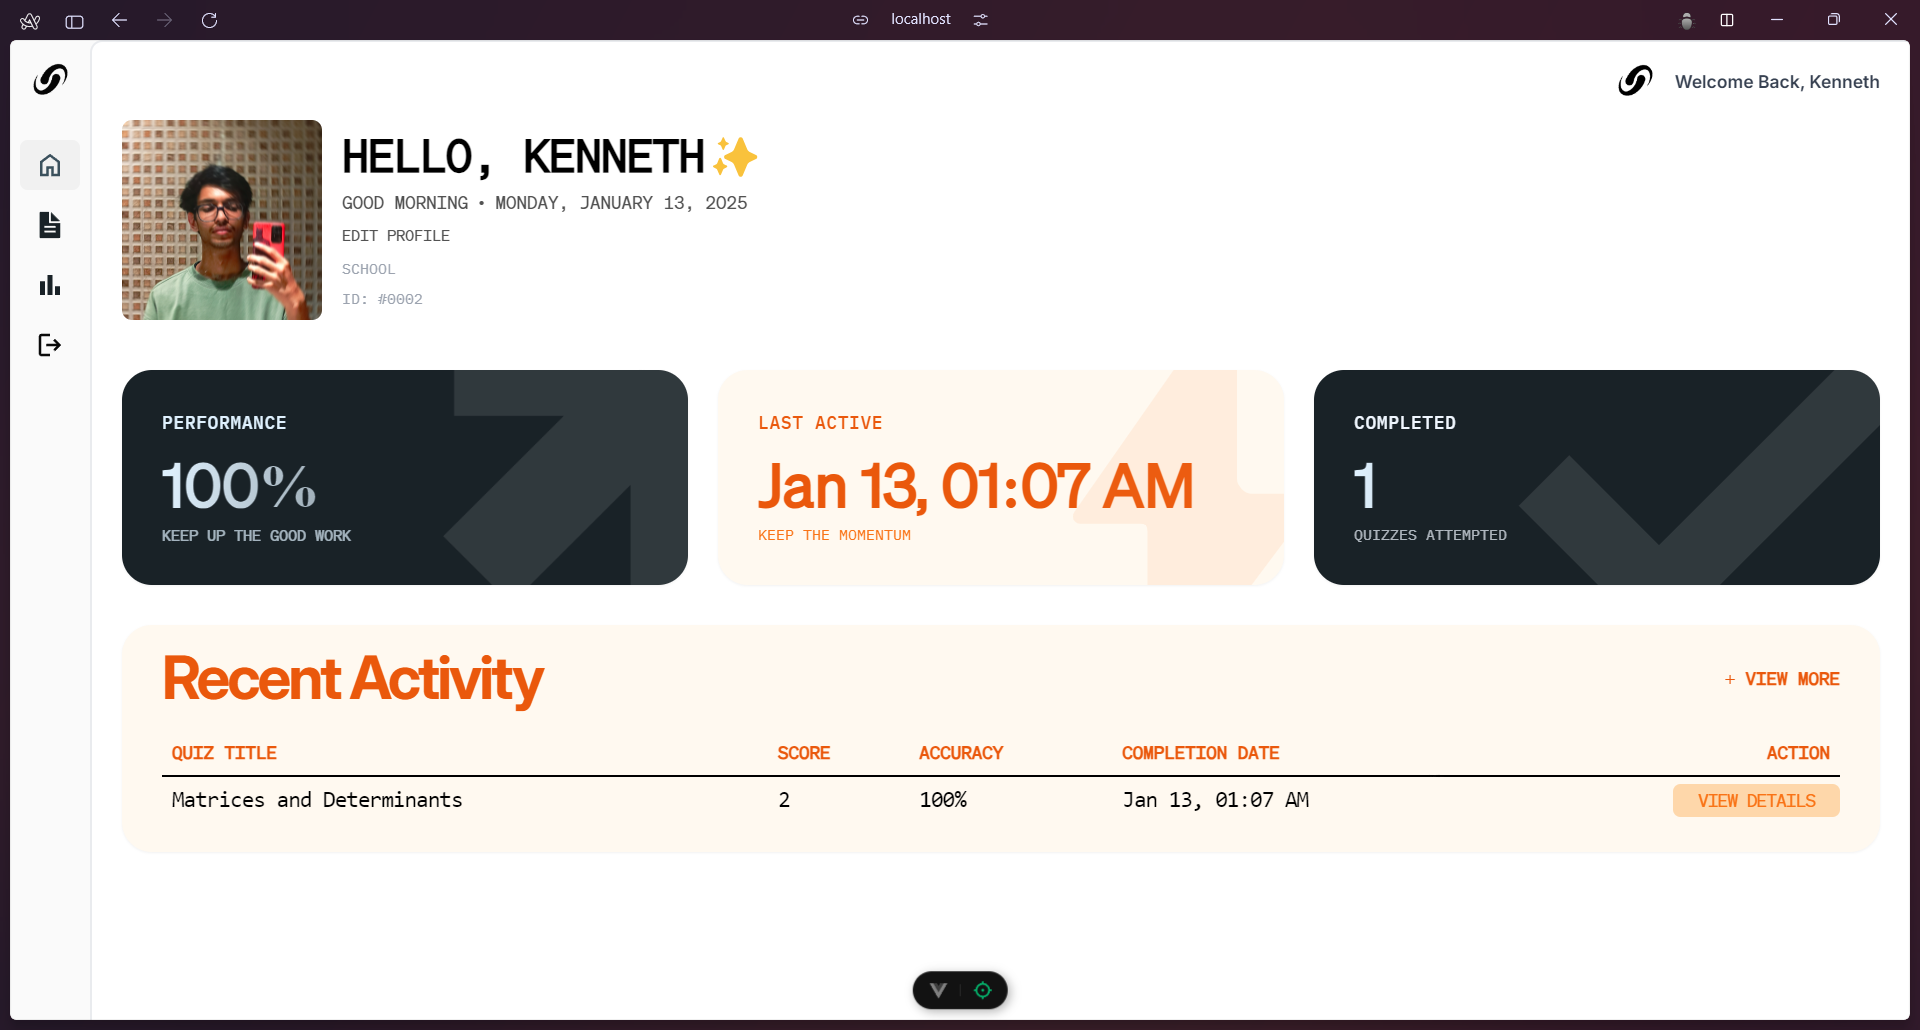 localhost
Welcome Back, Kenneth
HELLO, KENNETH✨
GOOD MORNING • MONDAY, JANUARY 13, 2025
EDIT PROFILE
SCHOOL
ID: #0002
PERFORMANCE
100%
KEEP UP THE GOOD WORK
LAST ACTIVE
Jan 13, 01:07 AM
KEEP THE MOMENTUM
COMPLETED
1
QUIZZES ATTEMPTED
Recent Activity
+ VIEW MORE
QUIZ TITLE SCORE ACCURACY COMPLETION DATE ACTION
Matrices and Determinants 2 100% Jan 13, 01:07 AM VIEW DETAILS